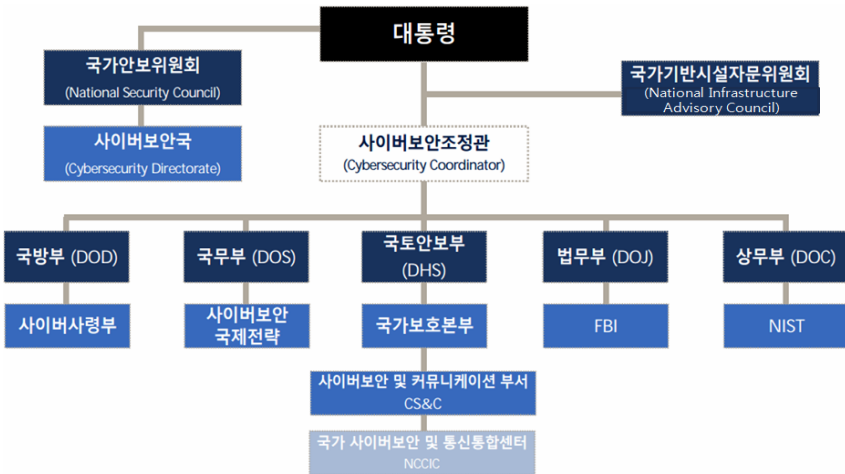 대통령
국가안보위원회
(National Security Council)
국가기반시설자문위원회
(National Infrastructure
Advisory Council)
사이버보안국
(Cybersecurity Directorate)
사이버보안조정관
(Cybersecurity Coordinator)
국방부 (DOD)
국무부 (DOS)
국토안보부
(DHS)
법무부 (DOJ)
상무부 (DOC)
사이버사령부
사이버보안
국제전략
국가보호본부
FBI
NIST
사이버보안 및 커뮤니케이션 부서
CS&C
국가 사이버보안 및 통신통합센터
NCCIC